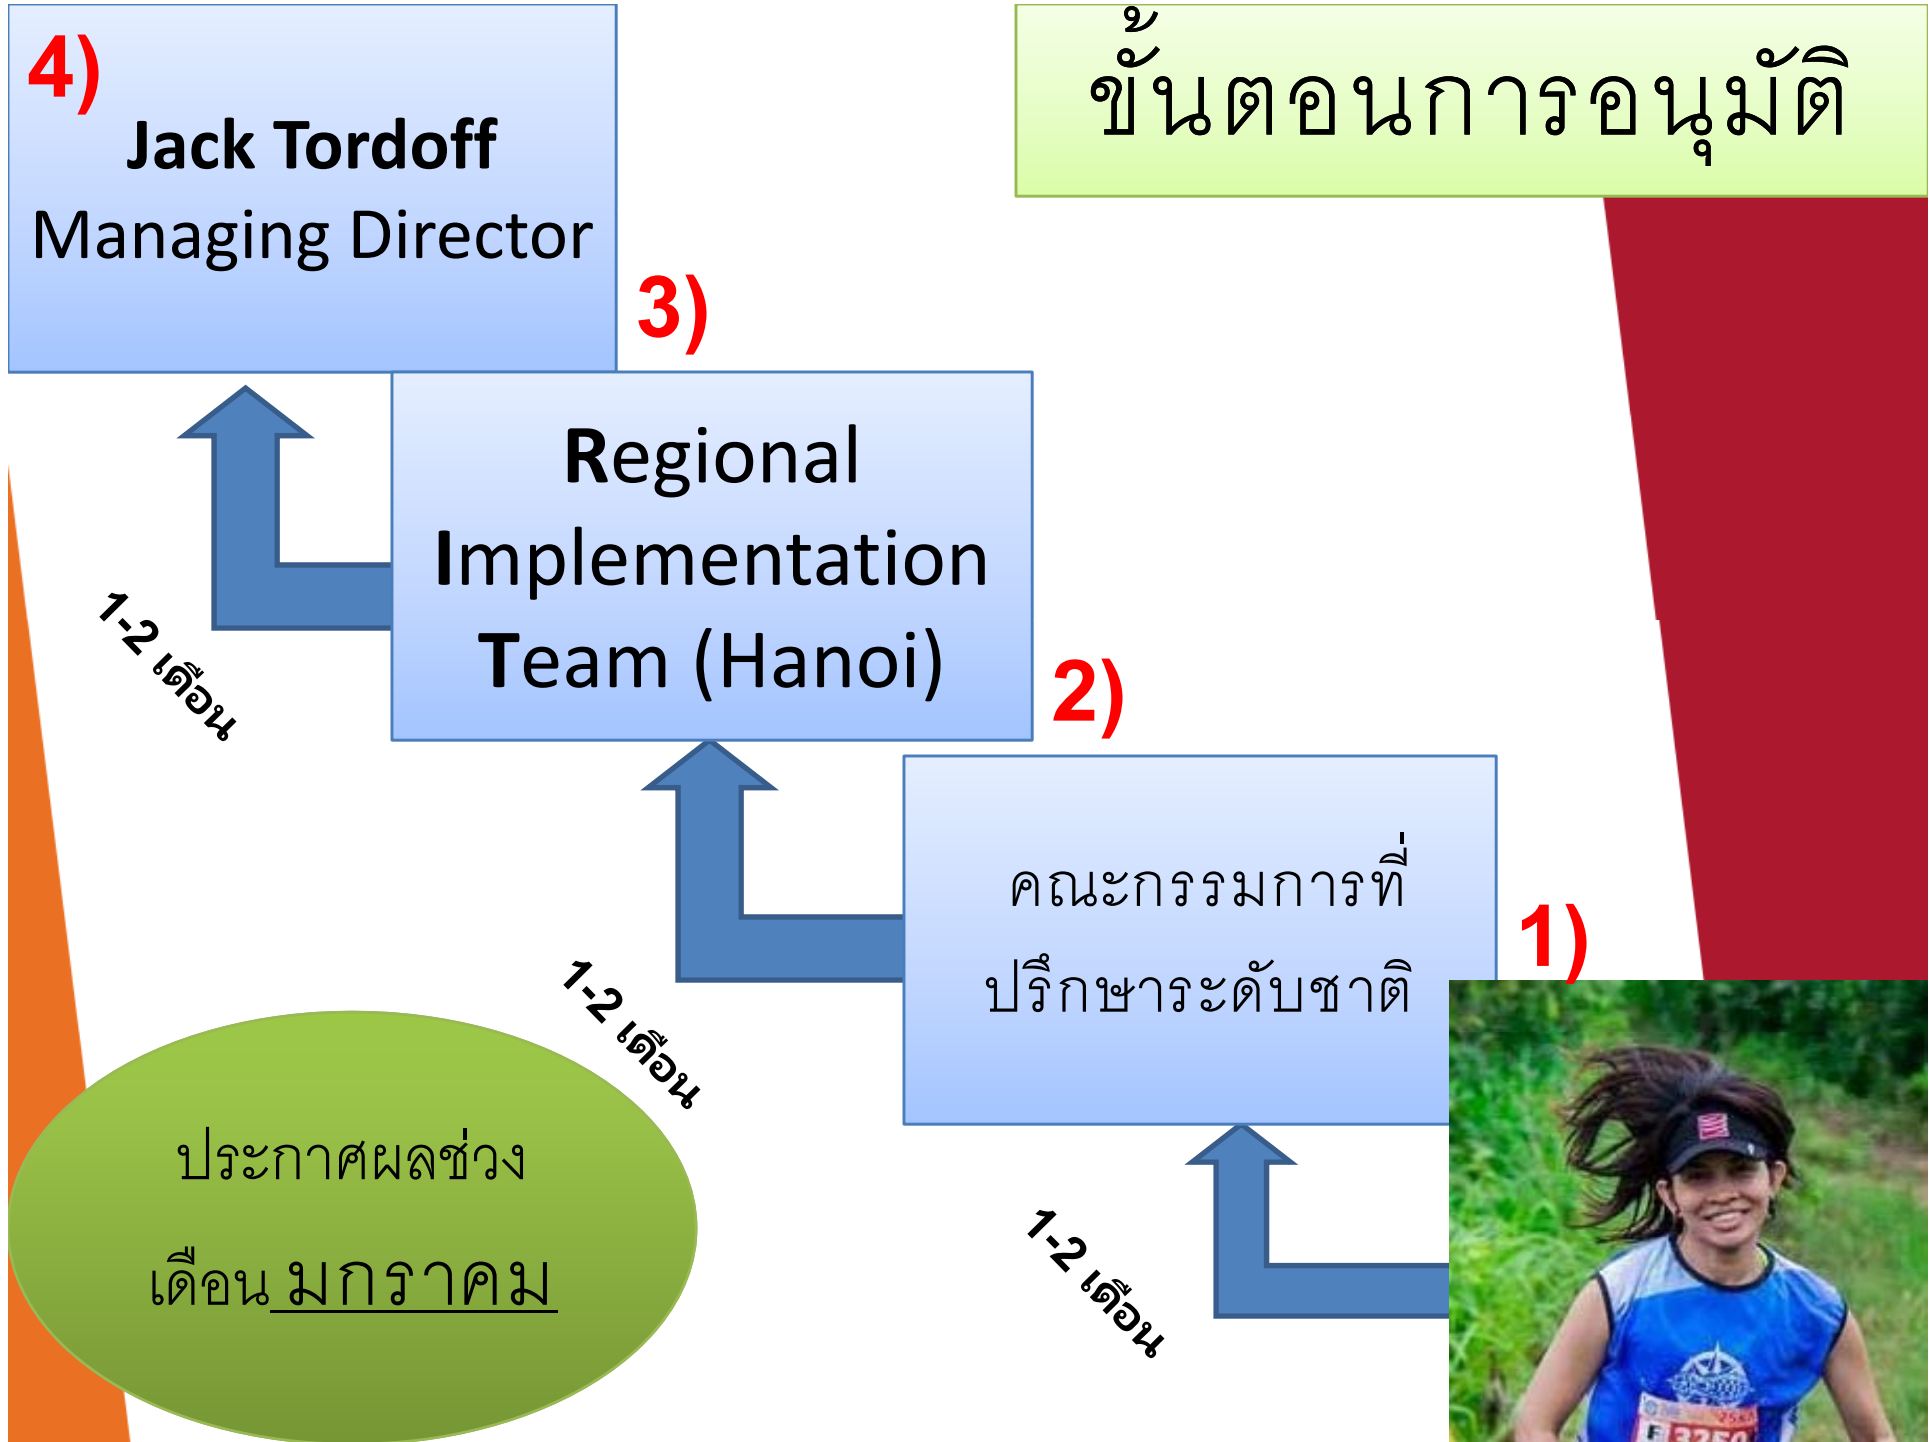 ขั้นตอนการอนุมัติ
4)
Jack Tordoff
Managing Director
3)
Regional
Implementation
Team (Hanoi)
1-2 เดือน
2)
คณะกรรมการที่
ปรึกษาระดับชาติ
1-2 เดือน
1)
1-2 เดือน
ประกาศผลช่วง
เดือน มกราคม